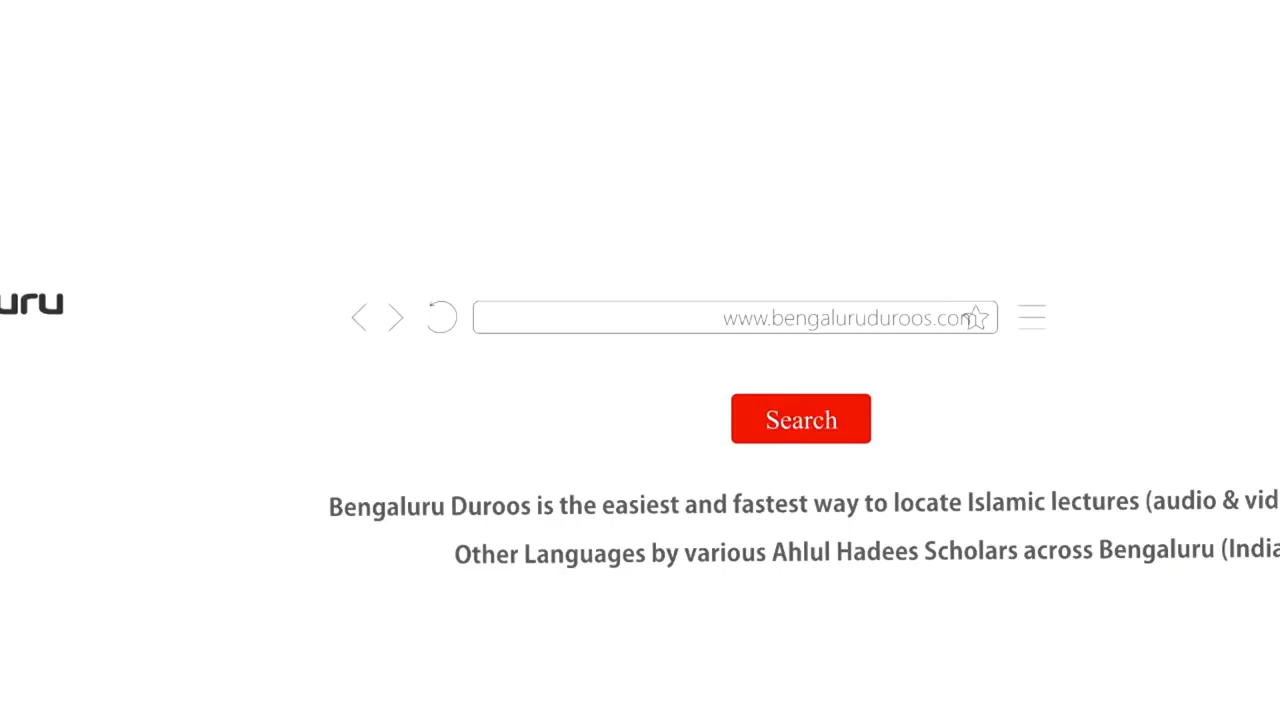 uru
www.bengaluruduroos.com
Search
Bengaluru Duroos is the easiest and fastest way to locate Islamic lectures (audio & vid
Other Languages by various Ahlul Hadees Scholars across Bengaluru (India